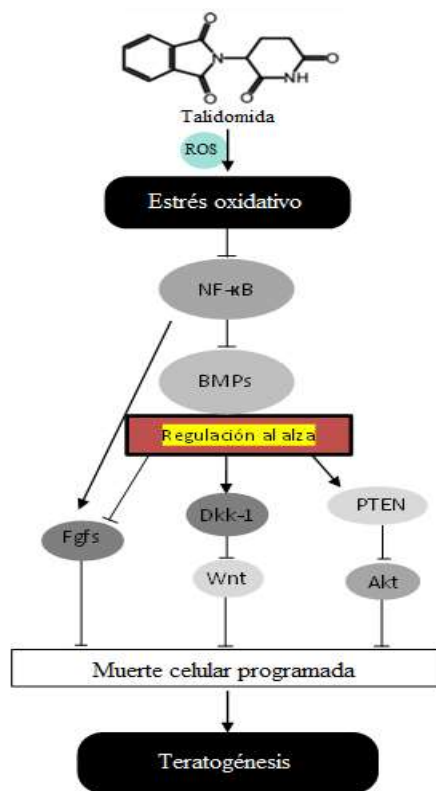 O
O
N
NH
O
O
Talidomida
ROS
Estrés oxidativo
NF-κB
BMPs
Regulación al alza
Fgfs
Dkk-1
PTEN
Wnt
Akt
Muerte celular programada
Teratogénesis